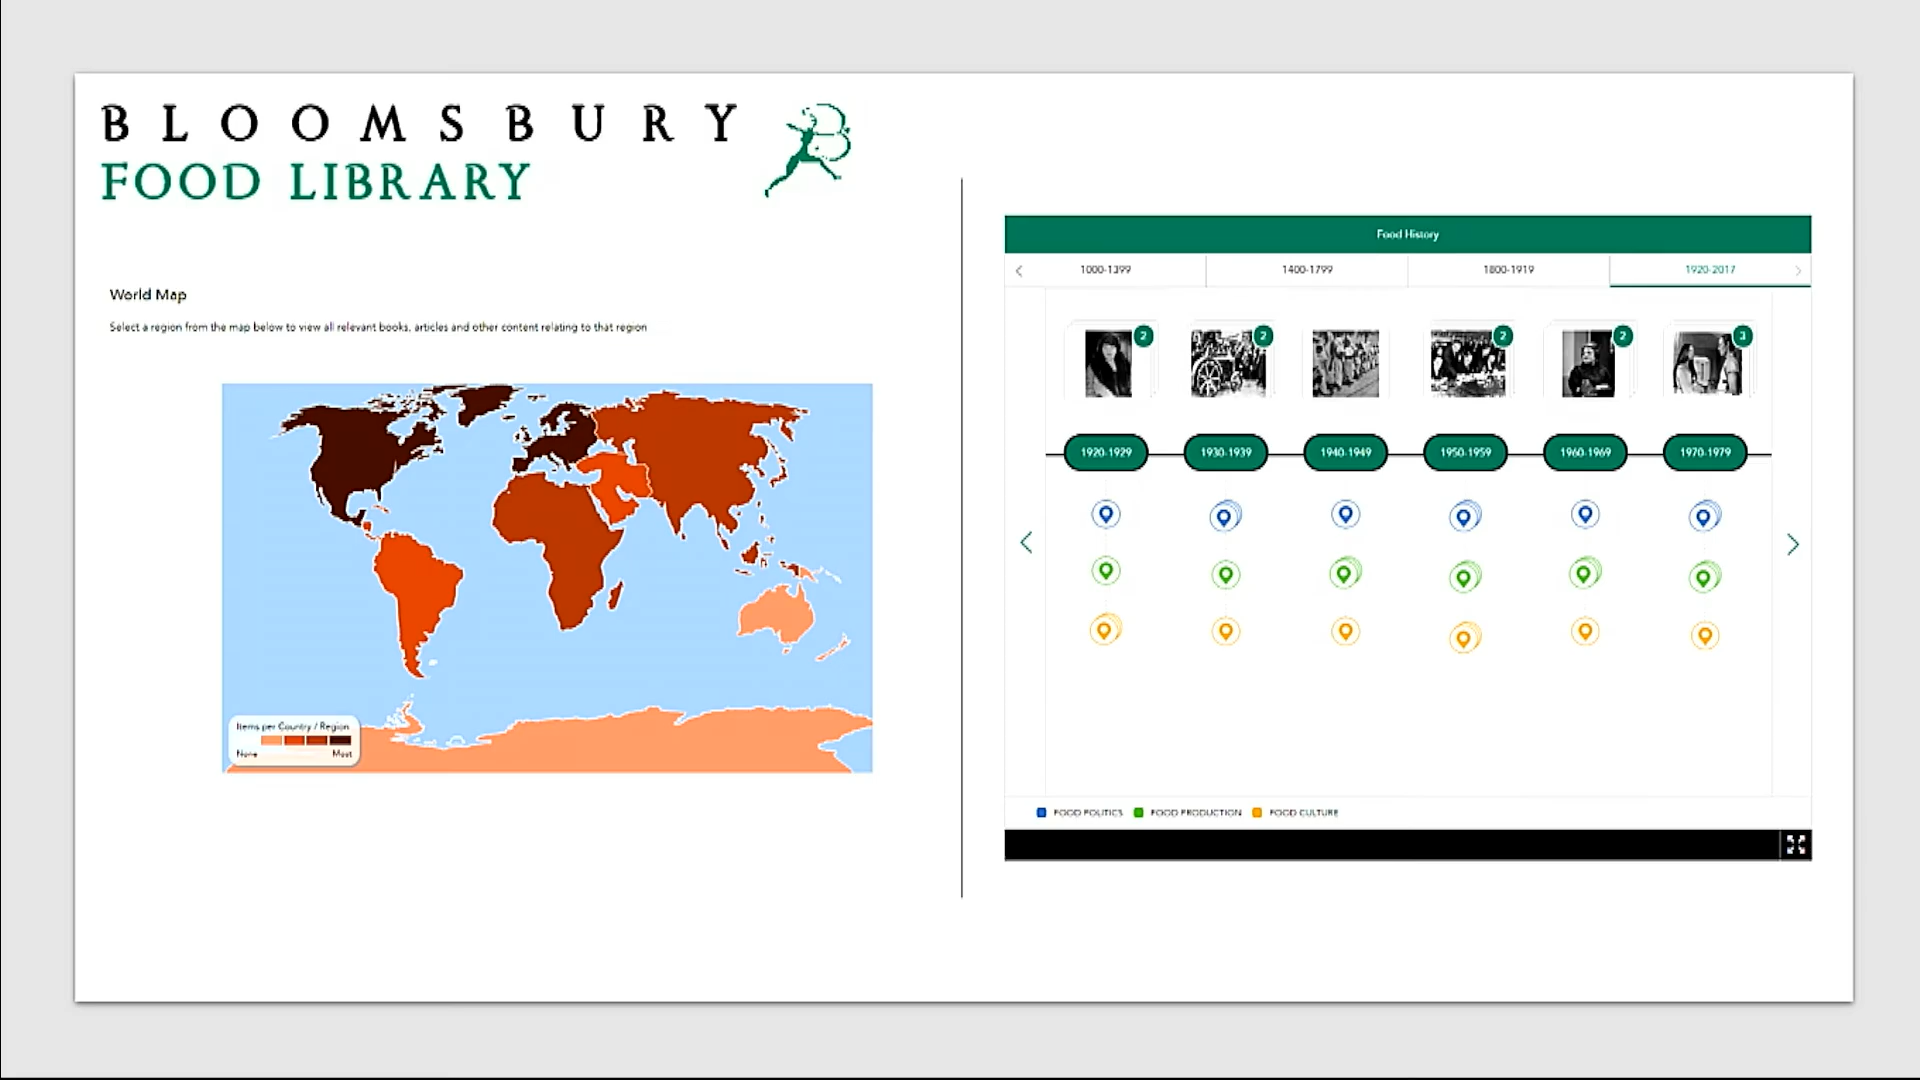 BLOOMSBURY
FOOD LIBRARY
World Map
Select a region from the map below to view all relevant books, articles and other content relating to that region
Items per Country / Region
None Most
Food History
1000-1399 1400-1799 1800-1919 1920-2017
2 2 2 2 3
1920-1929 1930-1939 1940-1949 1950-1959 1960-1969 1970-1979
FOOD POLITICS FOOD PRODUCTION FOOD CULTURE